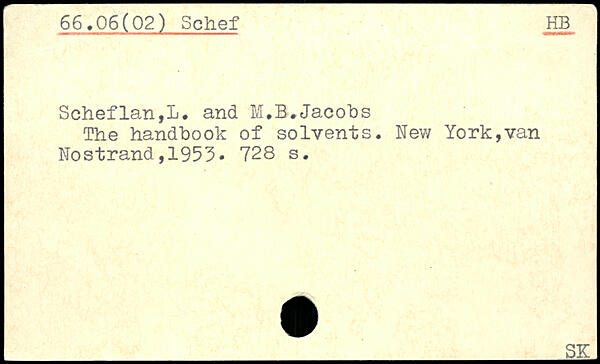 66.06(02) Schef HB
Scheflan,L. and M.B.Jacobs
The handbook of solvents. New York,van
Nostrand,1953. 728 s.
SK